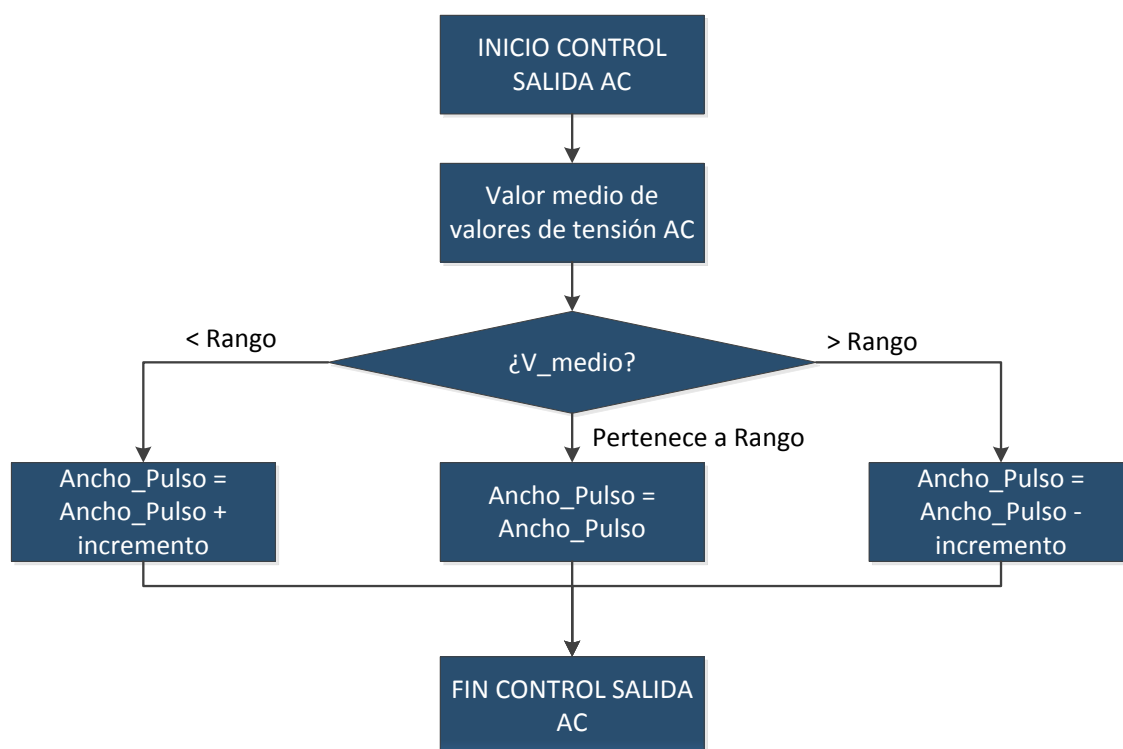 INICIO CONTROL
SALIDA AC
Valor medio de
valores de tensión AC
< Rango
> Rango
¿V_medio?
Pertenece a Rango
Ancho_Pulso =
Ancho_Pulso +
incremento
Ancho_Pulso =
Ancho_Pulso
Ancho_Pulso =
Ancho_Pulso -
incremento
FIN CONTROL SALIDA
AC